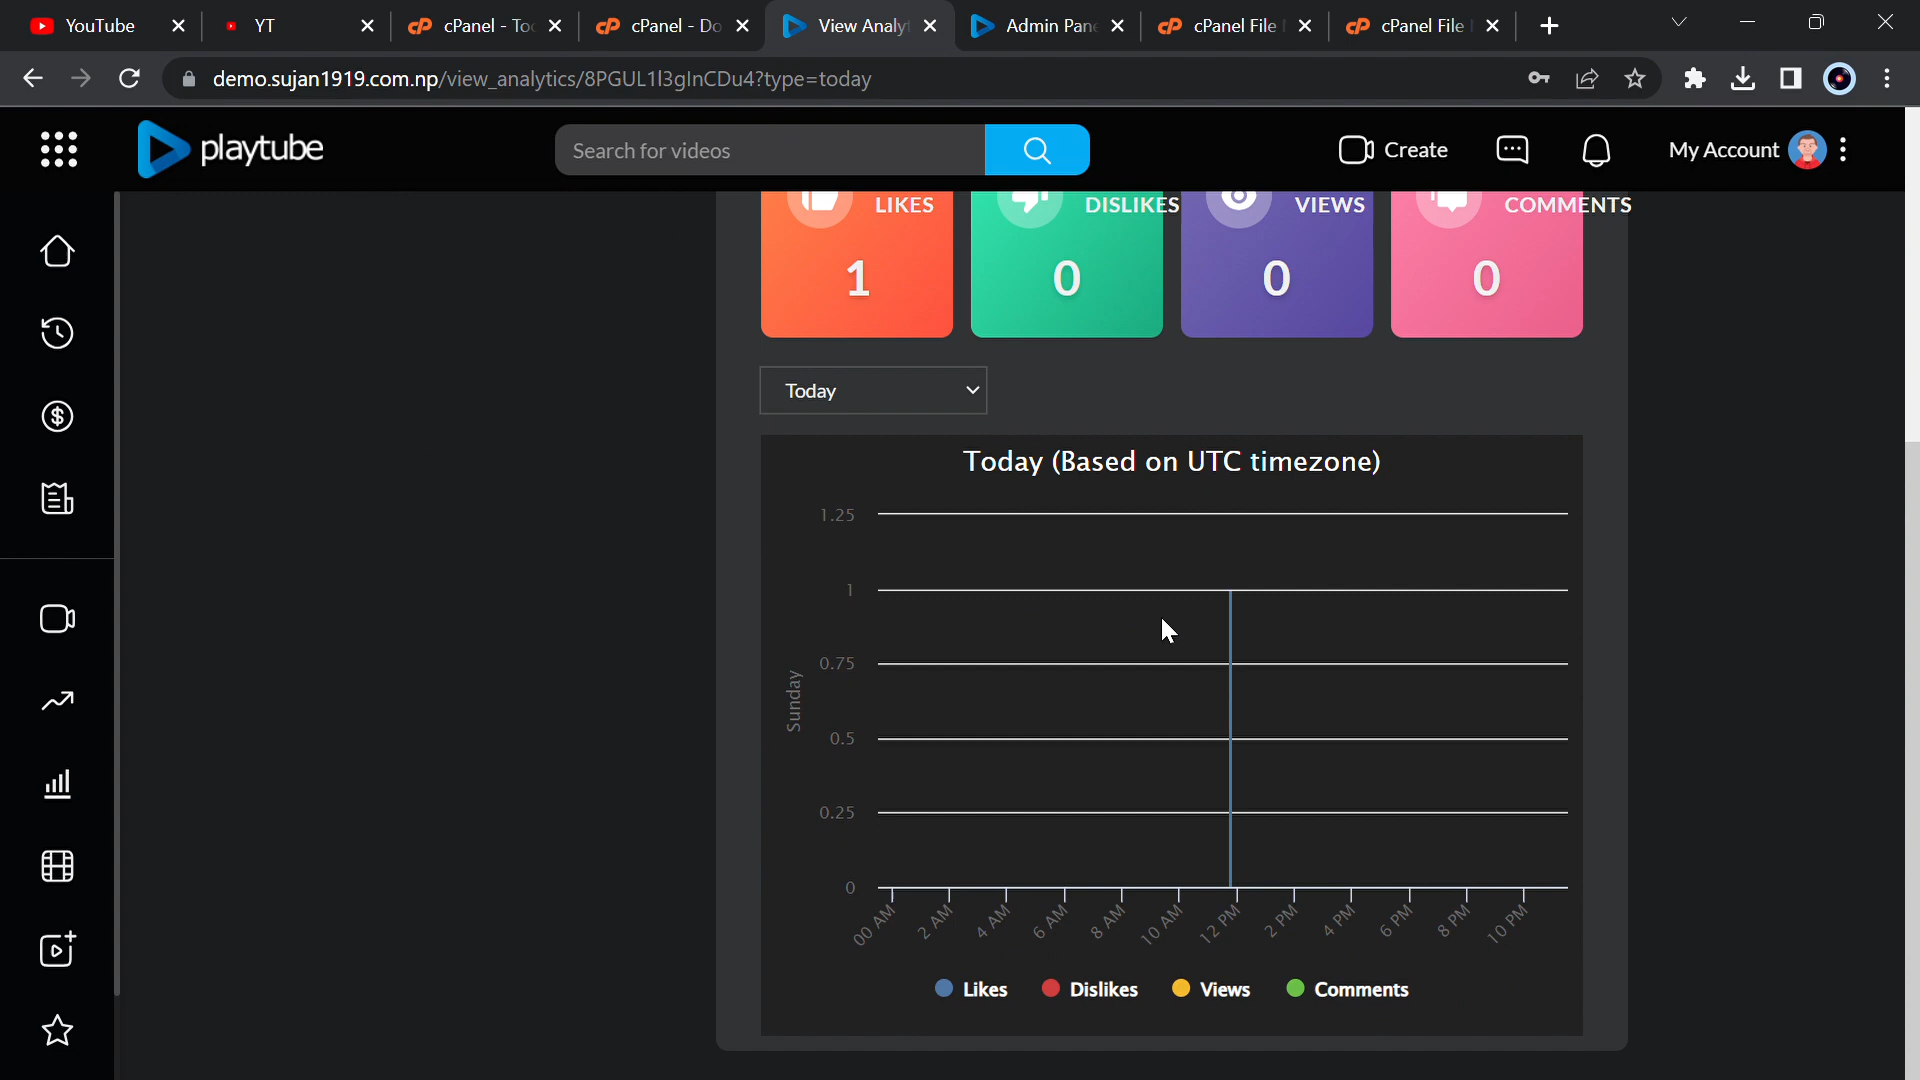 YouTube
YT
cPanel - To
cPanel - Do
View Analyt
Admin Pane
cPanel File
cPanel File
demo.sujan1919.com.np/view_analytics/8PGUL1l3glnCDu4?type=today
playtube
Search for videos
Create
My Account
LIKES
DISLIKES
VIEWS
COMMENTS
1
0
0
0
Today
Today (Based on UTC timezone)
1.25
1
0.75
0.5
0.25
0
Sunday
00 AM
2 AM
4 AM
6 AM
8 AM
10 AM
12 PM
2 PM
4 PM
6 PM
8 PM
10 PM
Likes
Dislikes
Views
Comments